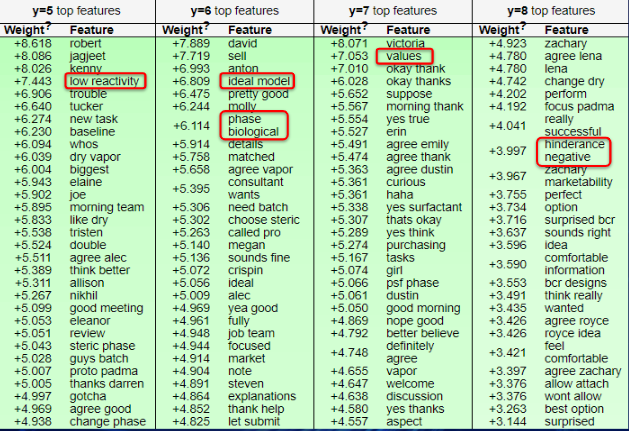 y=5 top features
Weight? Feature
+8.618 robert
+8.086 jagjeet
+8.026 kenny
+7.443 low reactivity
+6.906 trouble
+6.640 tucker
+6.274 new task
+6.230 baseline
+6.094 whos
+6.039 dry vapor
+6.004 biggest
+5.943 elaine
+5.902 joe
+5.895 morning team
+5.833 like dry
+5.538 tristen
+5.524 double
+5.511 agree alec
+5.389 think better
+5.311 allison
+5.267 nikhil
+5.099 good meeting
+5.053 eleanor
+5.051 review
+5.043 steric phase
+5.028 guys batch
+5.007 proto padma
+5.005 thanks darren
+4.997 gotcha
+4.969 agree good
+4.938 change phase
y=6 top features
Weight? Feature
+7.889 david
+7.719 sell
+6.993 anton
+6.809 ideal model
+6.475 pretty good
+6.244 molly
+6.114 phase
biological
+5.914 details
+5.758 matched
+5.658 agree vapor
+5.395 consultant
wants
+5.306 need batch
+5.302 choose steric
+5.263 called pro
+5.140 megan
+5.136 sounds fine
+5.072 crispin
+5.056 ideal
+5.009 alec
+4.969 yea good
+4.961 fully
+4.948 job team
+4.944 focused
+4.914 market
+4.904 note
+4.891 steven
+4.864 explanations
+4.852 thank help
+4.825 let submit
y=7 top features
Weight? Feature
+8.071 victoria
+7.053 values
+7.010 okay thank
+6.028 okay thanks
+5.652 suppose
+5.567 morning thank
+5.554 yes true
+5.527 erin
+5.491 agree emily
+5.474 agree thank
+5.363 agree dustin
+5.361 curious
+5.361 haha
+5.338 yes surfactant
+5.307 thats okay
+5.289 yes think
+5.274 purchasing
+5.167 tasks
+5.074 girl
+5.066 psf phase
+5.061 dustin
+5.050 good morning
+4.869 nope good
+4.792 better believe
+4.748 definitely
agree
+4.655 vapor
+4.647 welcome
+4.638 discussion
+4.580 yes thanks
+4.557 aspect
y=8 top features
Weight? Feature
+4.923 zachary
+4.780 agree lena
+4.780 lena
+4.742 change dry
+4.202 perform
+4.192 focus padma
+4.041 really
successful
+3.997 hinderance
negative
+3.967 zachary
marketability
+3.755 perfect
+3.734 option
+3.716 surprised bcr
+3.637 sounds right
+3.596 idea
+3.590 comfortable
information
+3.553 bcr designs
+3.491 think really
+3.435 wanted
+3.426 agree royce
+3.426 royce idea
+3.421 feel
comfortable
+3.397 agree zachary
+3.376 allow attach
+3.376 wont allow
+3.263 best option
+3.144 surprised